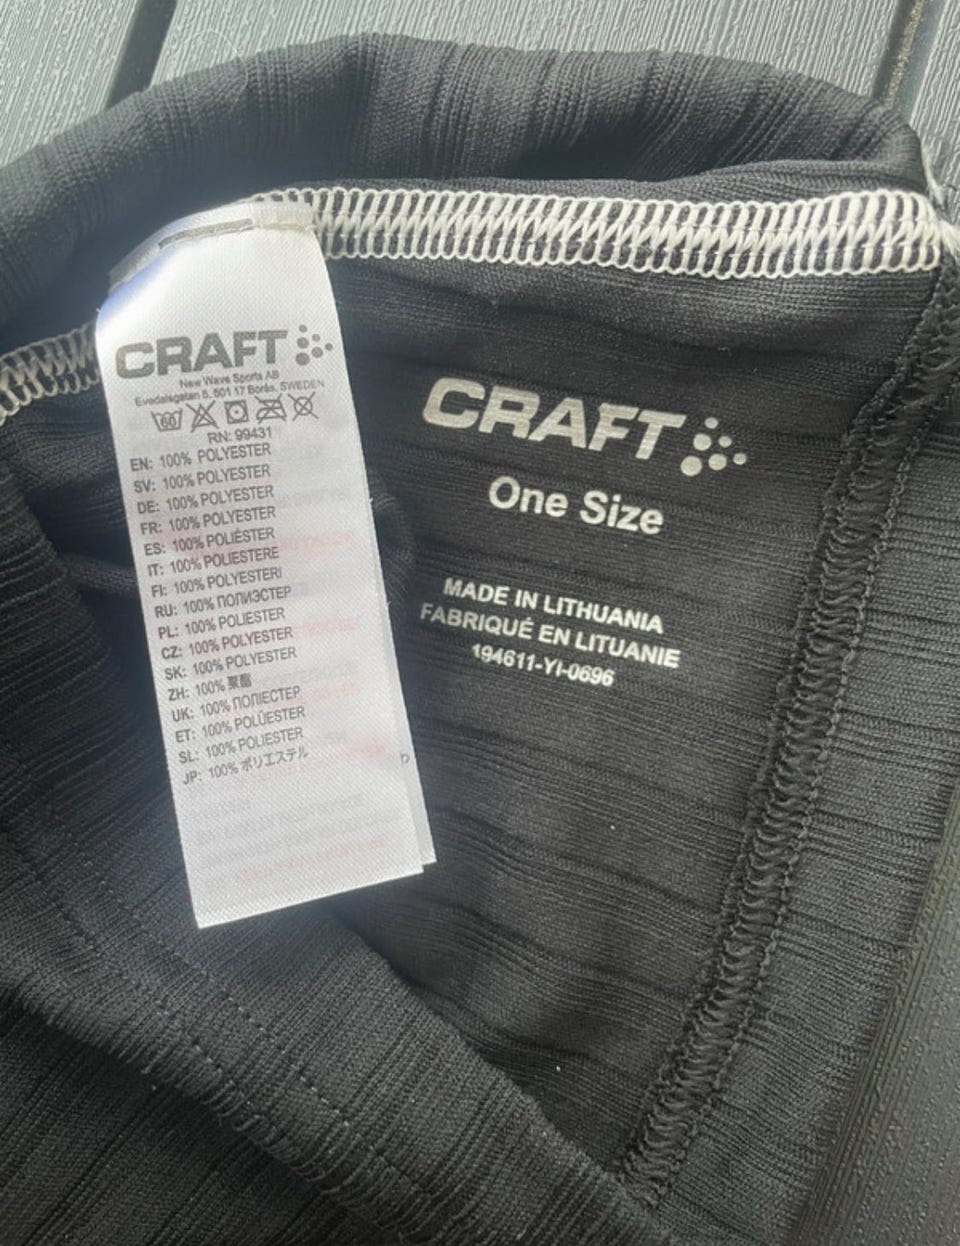 CRAFT
New Wave Sports AB
Evedalsgatan 5, 501 17 Borås, SWEDEN
60
RN: 99431
EN: 100% POLYESTER
SV: 100% POLYESTER
DE: 100% POLYESTER
FR: 100% POLYESTER
ES: 100% POLIÉSTER
IT: 100% POLIESTERE
FI: 100% POLYESTERI
RU: 100% ПОЛИЭСТЕР
PL: 100% POLIESTER
CZ: 100% POLYESTER
SK: 100% POLYESTER
ZH: 100% 聚酯
UK: 100% ПОЛІЕСТЕР
ET: 100% POLÜESTER
SL: 100% POLIESTER
JP: 100% ポリエステル
CRAFT
One Size
MADE IN LITHUANIA
FABRIQUÉ EN LITUANIE
194611-YI-0696